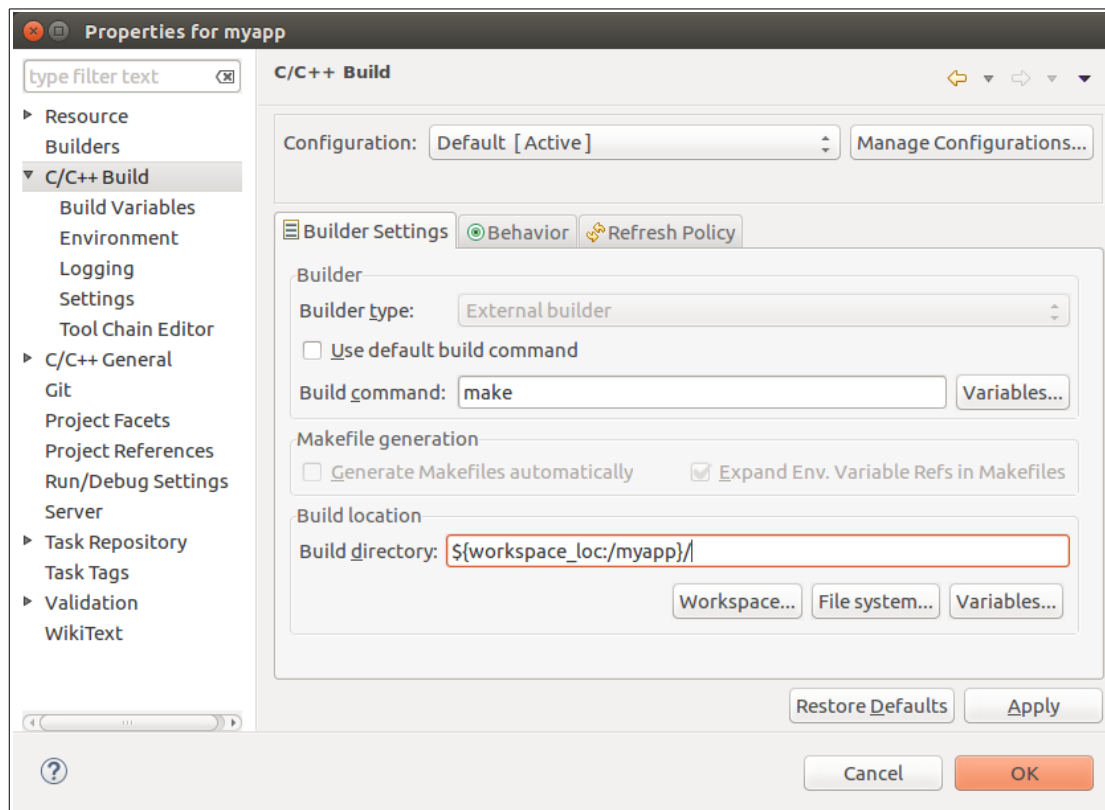 Properties for myapp
type filter text
Resource
Builders
C/C++ Build
Build Variables
Environment
Logging
Settings
Tool Chain Editor
C/C++ General
Git
Project Facets
Project References
Run/Debug Settings
Server
Task Repository
Task Tags
Validation
WikiText
C/C++ Build
Configuration: Default [ Active ] Manage Configurations...
Builder Settings Behavior Refresh Policy
Builder
Builder type: External builder
Use default build command
Build command: make Variables...
Makefile generation
Generate Makefiles automatically Expand Env. Variable Refs in Makefiles
Build location
Build directory: ${workspace_loc:/myapp}/
Workspace... File system... Variables...
Restore Defaults Apply
? Cancel OK